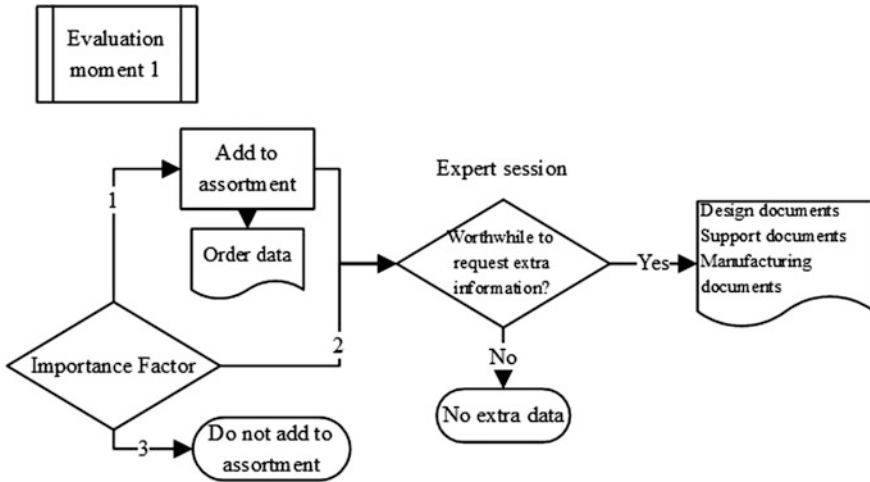 Evaluation
moment 1
Add to
assortment
1
Order data
Expert session
Worthwhile to
request extra
information?
Yes
Design documents
Support documents
Manufacturing
documents
Importance Factor
2
No
No extra data
3
Do not add to
assortment